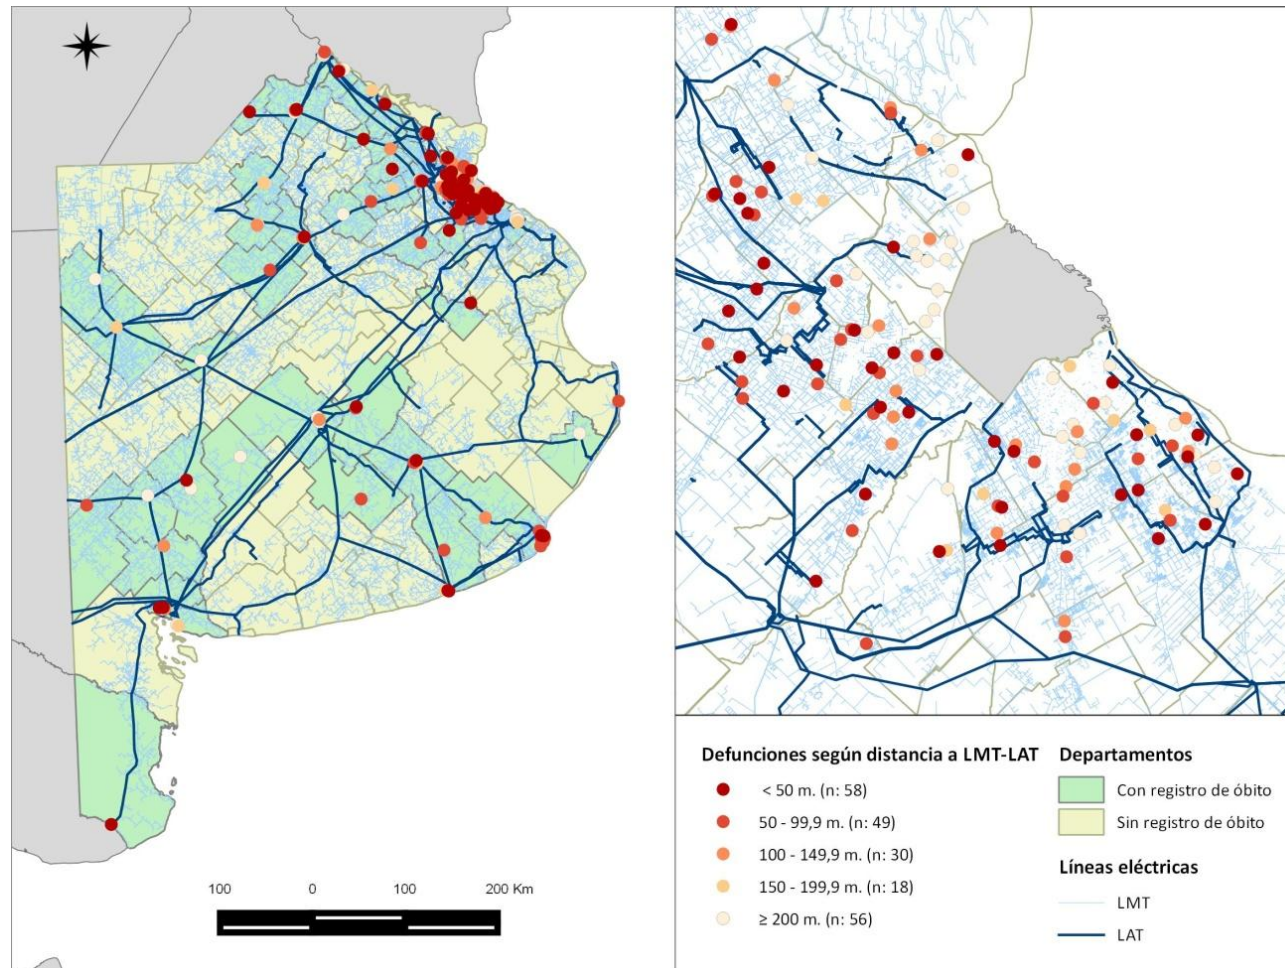 100 0 100 200 Km
Defunciones según distancia a LMT-LAT
< 50 m. (n: 58)
50 - 99,9 m. (n: 49)
100 - 149,9 m. (n: 30)
150 - 199,9 m. (n: 18)
≥ 200 m. (n: 56)
Departamentos
Con registro de óbito
Sin registro de óbito
Líneas eléctricas
LMT
LAT